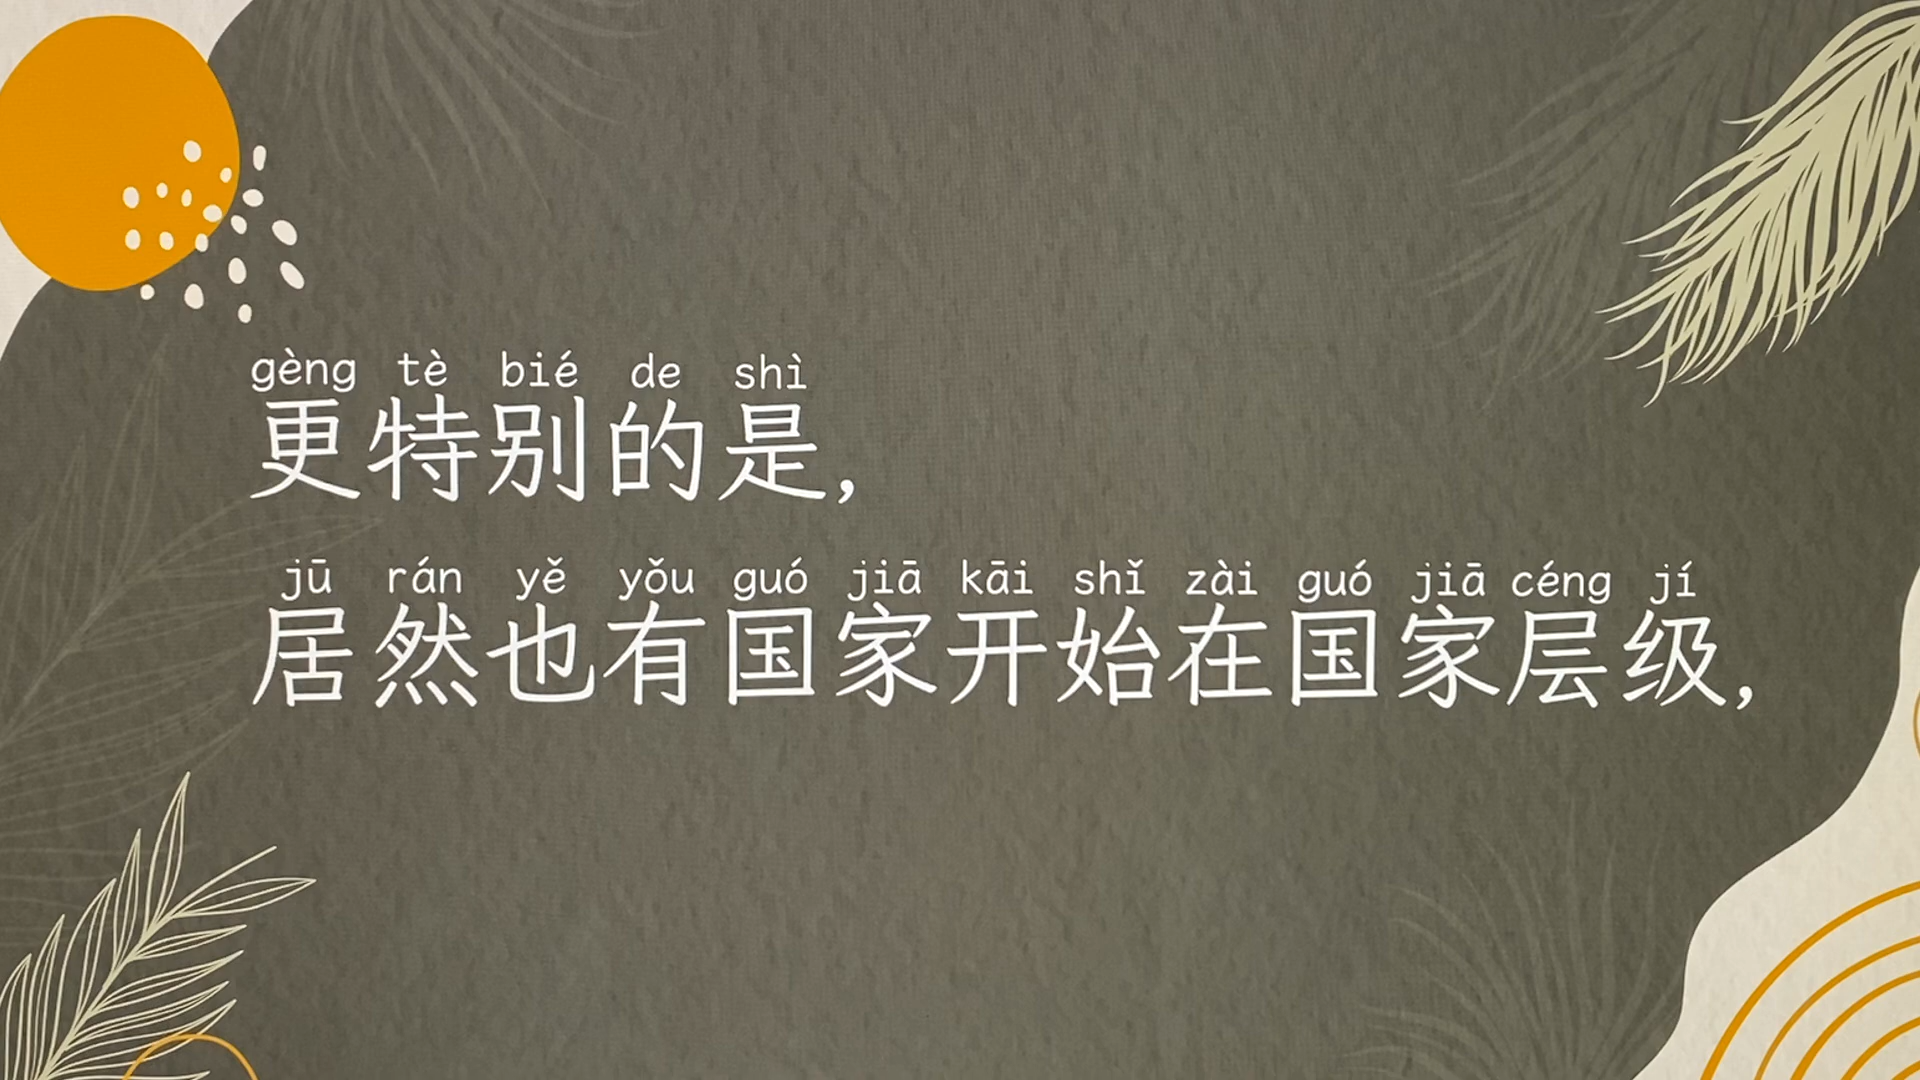 gèng tè bié de shì
更特别的是,
jū rán yě yǒu guó jiā kāi shǐ zài guó jiā céng jí
居然也有国家开始在国家层级,